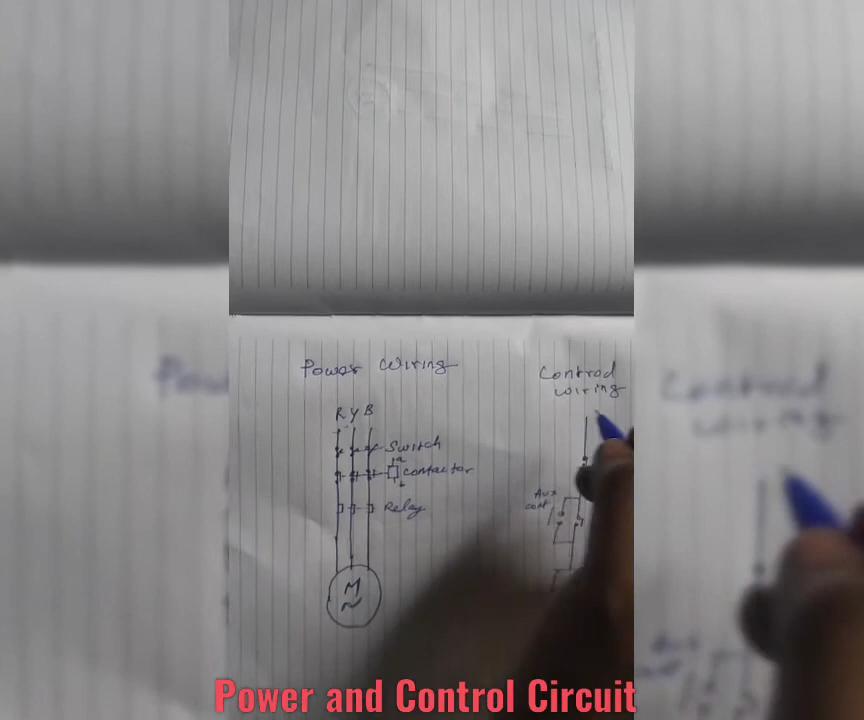 Power Wiring
Control
wiring
R Y B
Switch
Contactor
Relay
Aux
cont
M
Power and Control Circuit